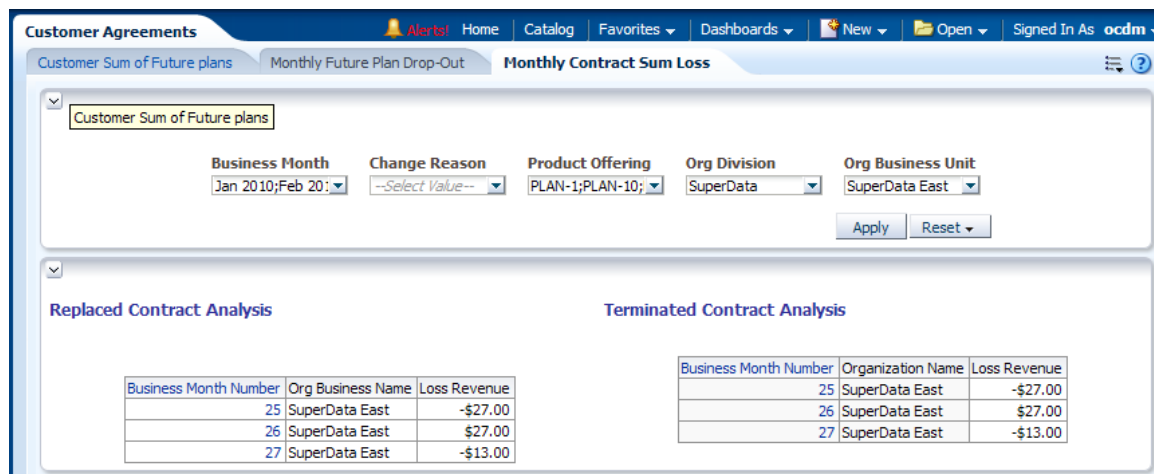 Customer Agreements Alerts! Home Catalog Favorites Dashboards New Open Signed In As ocdm
Customer Sum of Future plans Monthly Future Plan Drop-Out Monthly Contract Sum Loss
Customer Sum of Future plans
Business Month Change Reason Product Offering Org Division Org Business Unit
Jan 2010;Feb 201 --Select Value-- PLAN-1;PLAN-10; SuperData SuperData East
Apply Reset
Replaced Contract Analysis
Business Month Number Org Business Name Loss Revenue
25 SuperData East -$27.00
26 SuperData East $27.00
27 SuperData East -$13.00
Terminated Contract Analysis
Business Month Number Organization Name Loss Revenue
25 SuperData East -$27.00
26 SuperData East $27.00
27 SuperData East -$13.00